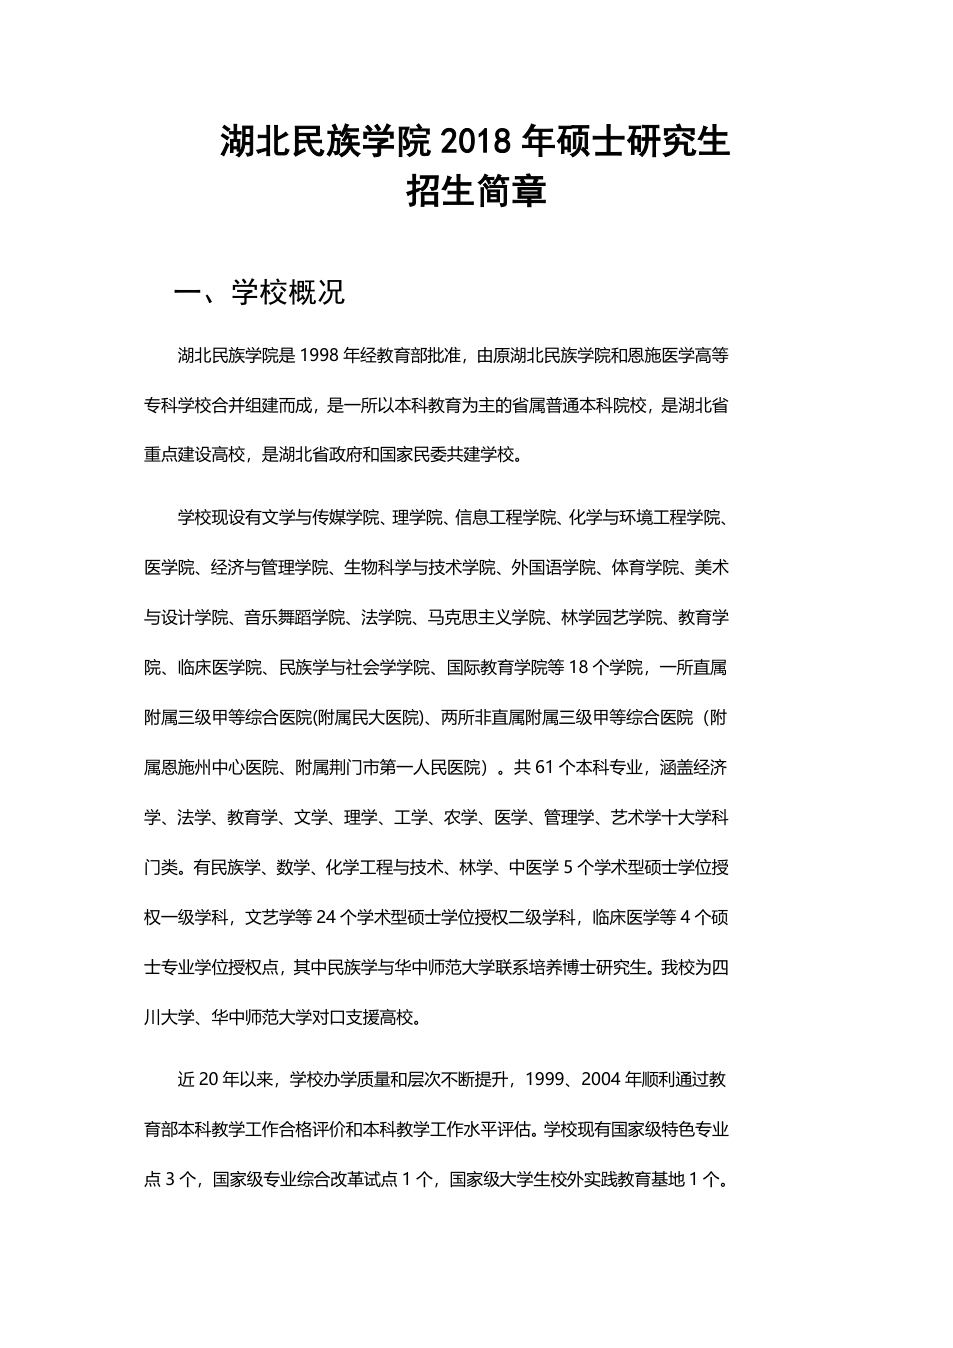 湖北民族学院 2018 年硕士研究生
招生简章
一、学校概况
湖北民族学院是 1998 年经教育部批准，由原湖北民族学院和恩施医学高等
专科学校合并组建而成，是一所以本科教育为主的省属普通本科院校，是湖北省
重点建设高校，是湖北省政府和国家民委共建学校。
学校现设有文学与传媒学院、理学院、信息工程学院、化学与环境工程学院、
医学院、经济与管理学院、生物科学与技术学院、外国语学院、体育学院、美术
与设计学院、音乐舞蹈学院、法学院、马克思主义学院、林学园艺学院、教育学
院、临床医学院、民族学与社会学学院、国际教育学院等 18 个学院，一所直属
附属三级甲等综合医院(附属民大医院)、两所非直属附属三级甲等综合医院（附
属恩施州中心医院、附属荆门市第一人民医院）。共 61 个本科专业，涵盖经济
学、法学、教育学、文学、理学、工学、农学、医学、管理学、艺术学十大学科
门类。有民族学、数学、化学工程与技术、林学、中医学 5 个学术型硕士学位授
权一级学科，文艺学等 24 个学术型硕士学位授权二级学科，临床医学等 4 个硕
士专业学位授权点，其中民族学与华中师范大学联系培养博士研究生。我校为四
川大学、华中师范大学对口支援高校。
近 20 年以来，学校办学质量和层次不断提升，1999、2004 年顺利通过教
育部本科教学工作合格评价和本科教学工作水平评估。学校现有国家级特色专业
点 3 个，国家级专业综合改革试点 1 个，国家级大学生校外实践教育基地 1 个。